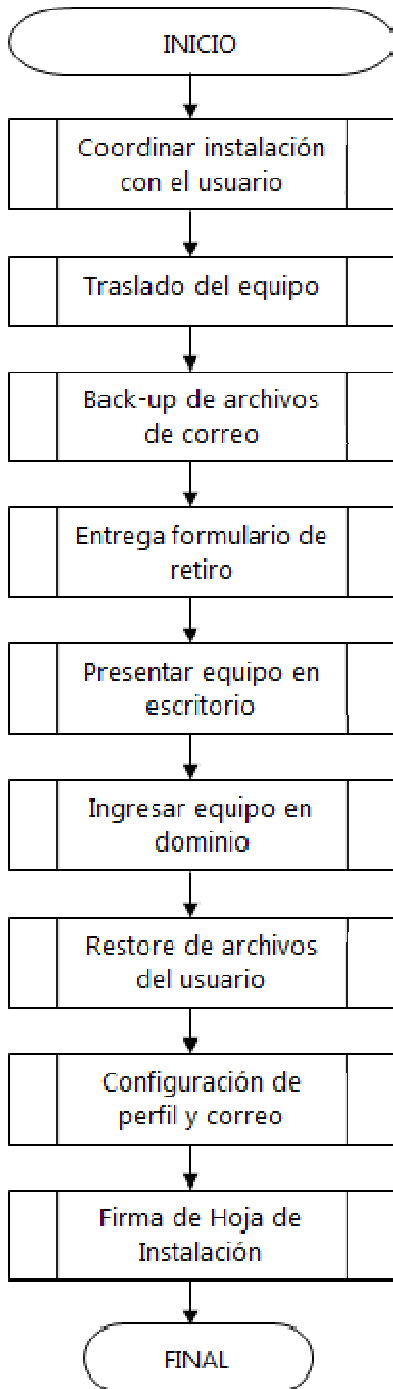 INICIO
Coordinar instalación
con el usuario
Traslado del equipo
Back-up de archivos
de correo
Entrega formulario de
retiro
Presentar equipo en
escritorio
Ingresar equipo en
dominio
Restore de archivos
del usuario
Configuración de
perfil y correo
Firma de Hoja de
Instalación
FINAL